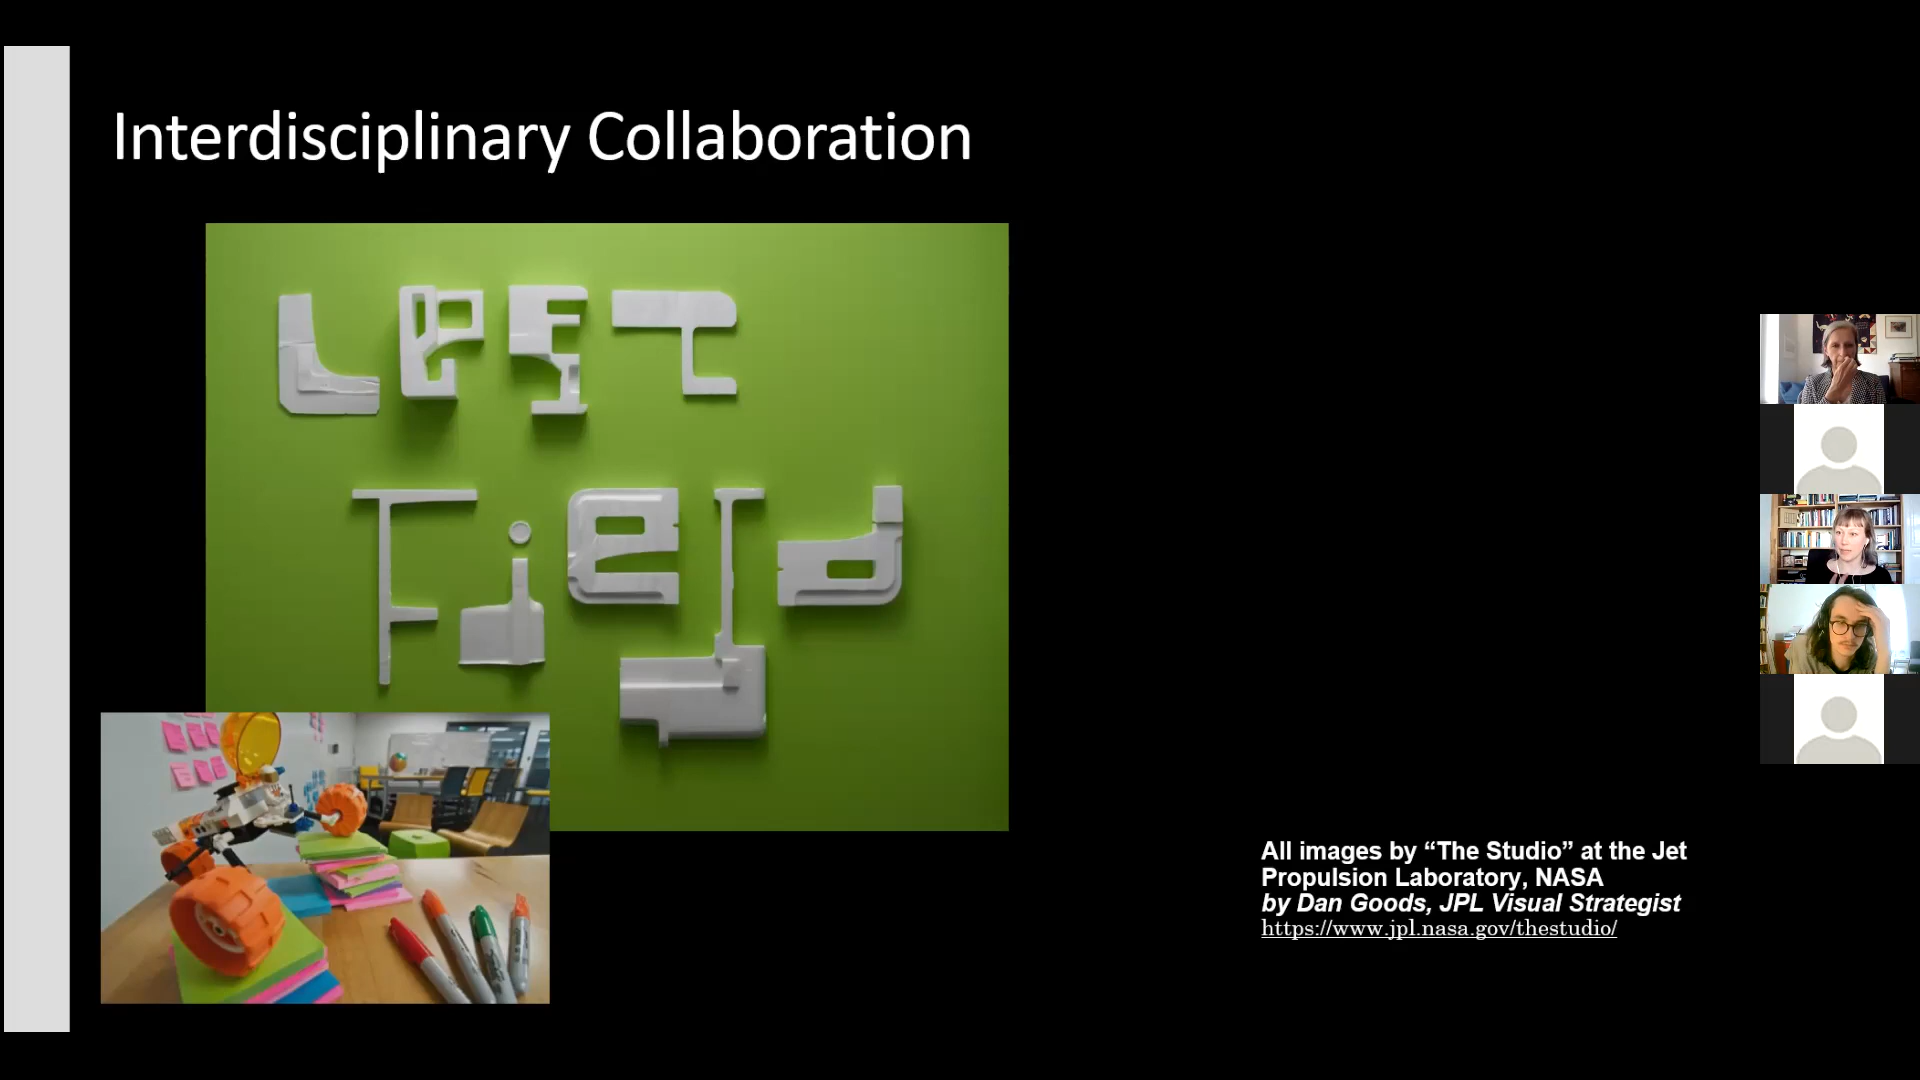 Interdisciplinary Collaboration
LEFT
Field
All images by “The Studio” at the Jet
Propulsion Laboratory, NASA
by Dan Goods, JPL Visual Strategist
https://www.jpl.nasa.gov/thestudio/